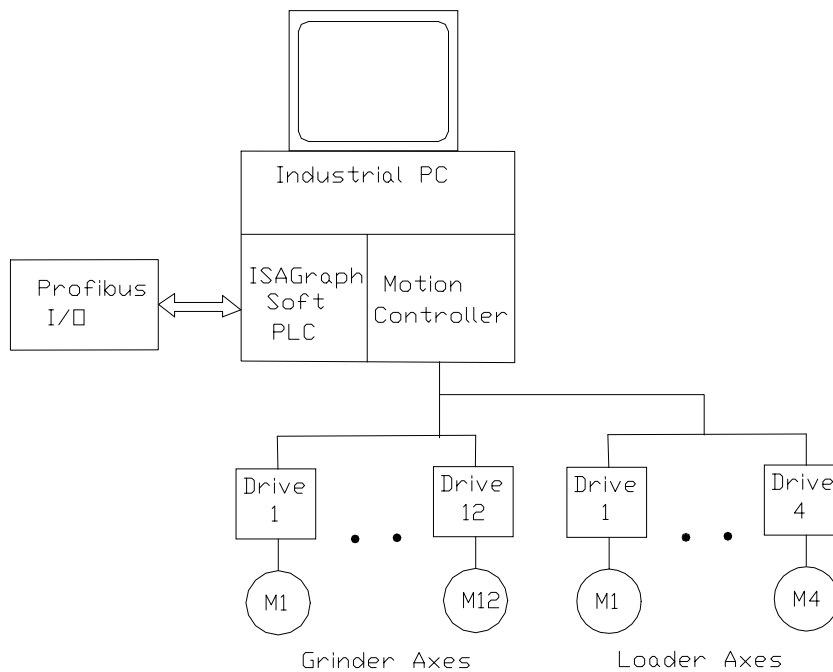 Industrial PC
ISAGraph
Soft
PLC
Motion
Controller
Profibus
I/O
Drive
1
Drive
12
Drive
1
Drive
4
M1
M12
M1
M4
Grinder Axes
Loader Axes